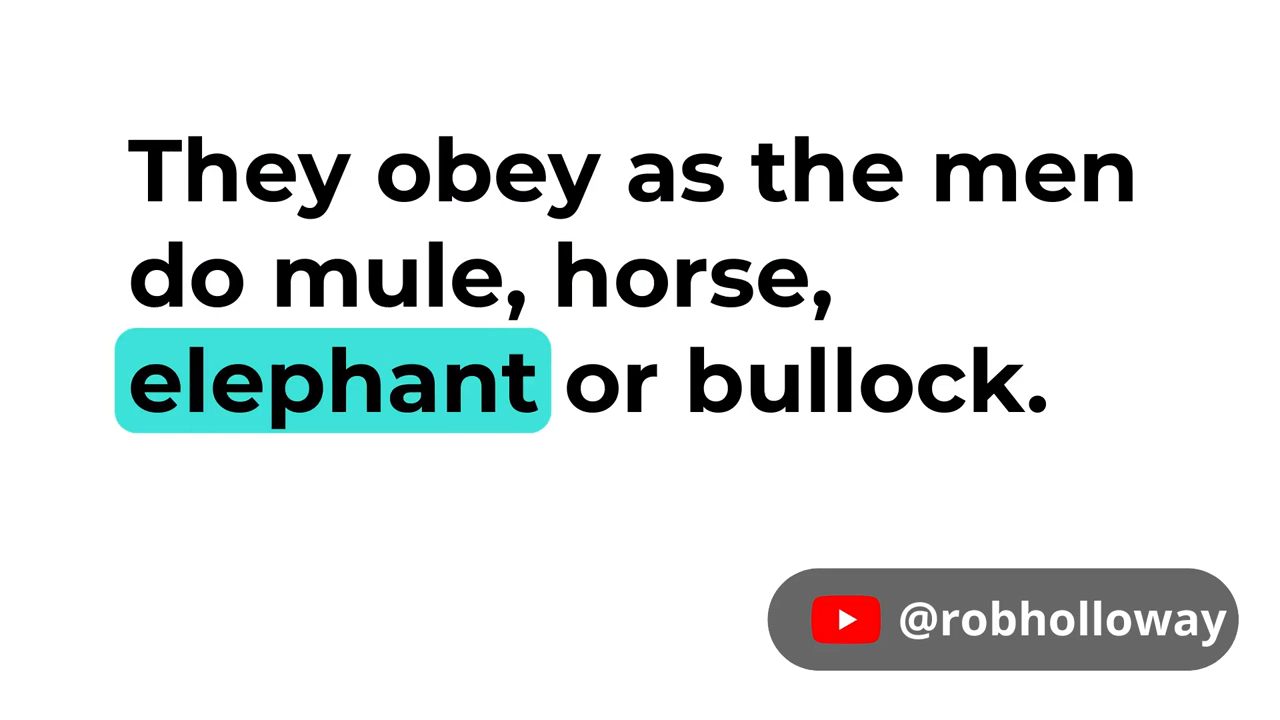 They obey as the men
do mule, horse,
elephant or bullock.
@robholloway